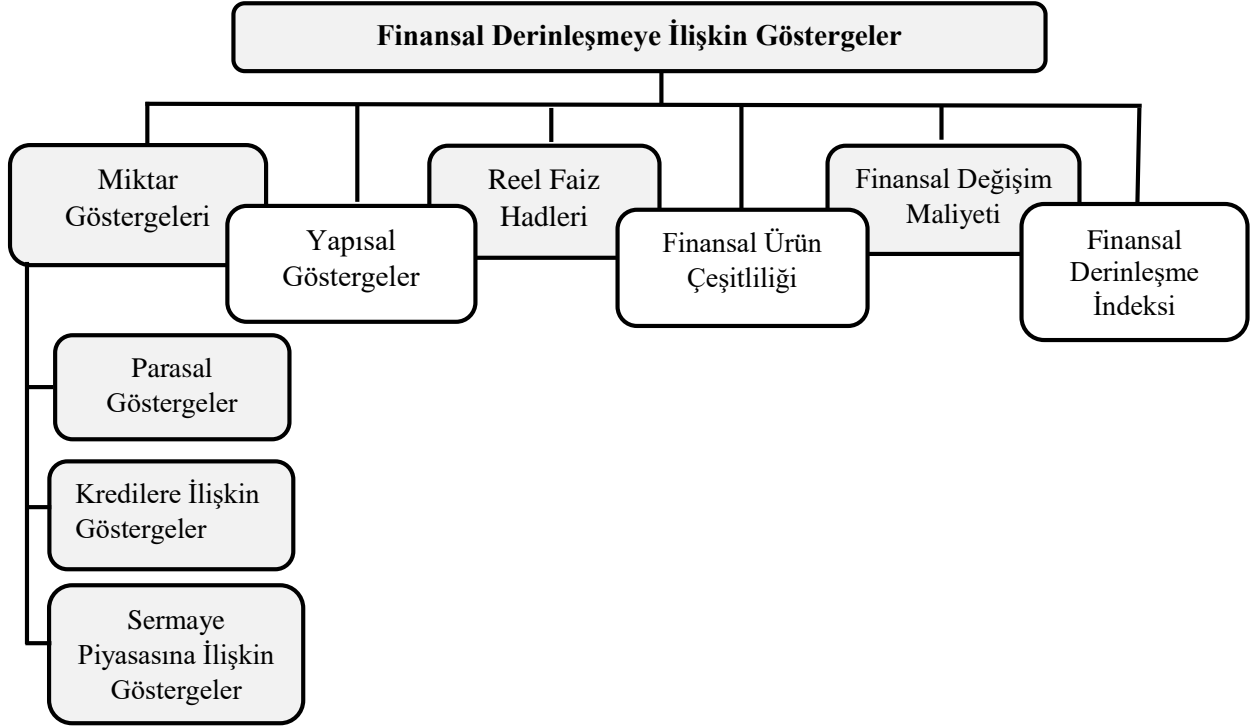 Finansal Derinleşmeye İlişkin Göstergeler
Miktar
Göstergeleri
Yapısal
Göstergeler
Reel Faiz
Hadleri
Finansal Ürün
Çeşitliliği
Finansal Değişim
Maliyeti
Finansal
Derinleşme
İndeksi
Parasal
Göstergeler
Kredilere İlişkin
Göstergeler
Sermaye
Piyasasına İlişkin
Göstergeler